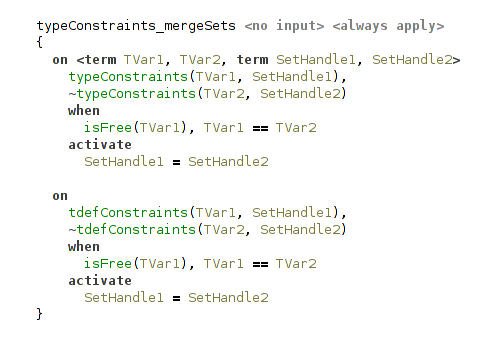 typeConstraints_mergeSets <no input> <always apply>
{
  on <term TVar1, TVar2, term SetHandle1, SetHandle2>
    typeConstraints(TVar1, SetHandle1),
    ~typeConstraints(TVar2, SetHandle2)
    when
      isFree(TVar1), TVar1 == TVar2
    activate
      SetHandle1 = SetHandle2

  on
    tdefConstraints(TVar1, SetHandle1),
    ~tdefConstraints(TVar2, SetHandle2)
    when
      isFree(TVar1), TVar1 == TVar2
    activate
      SetHandle1 = SetHandle2
}